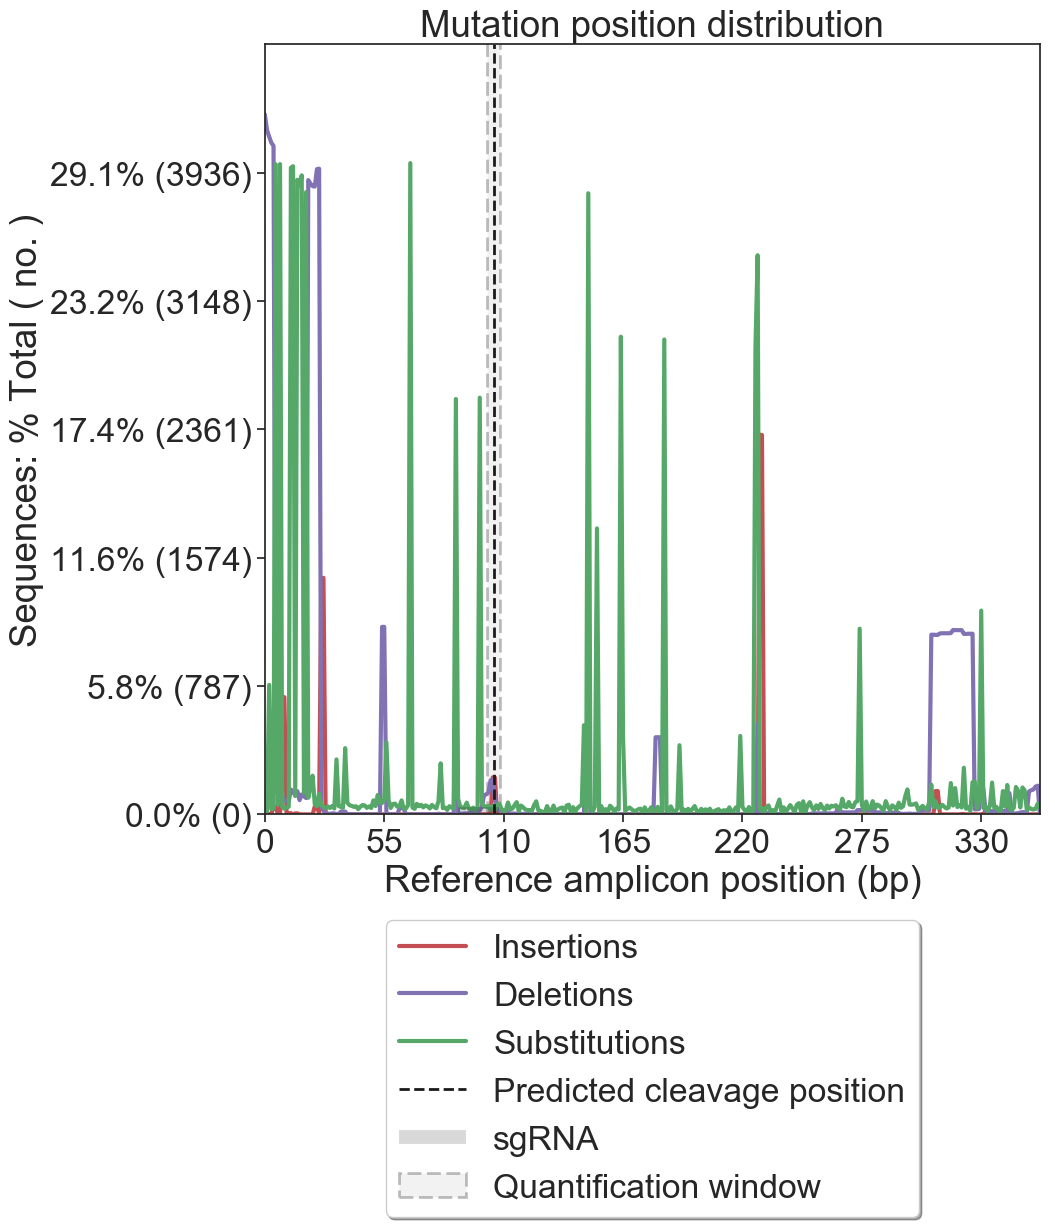 Mutation position distribution
Sequences: % Total ( no. )
29.1% (3936)
23.2% (3148)
17.4% (2361)
11.6% (1574)
5.8% (787)
0.0% (0)
0 55 110 165 220 275 330
Reference amplicon position (bp)
Insertions
Deletions
Substitutions
Predicted cleavage position
sgRNA
Quantification window